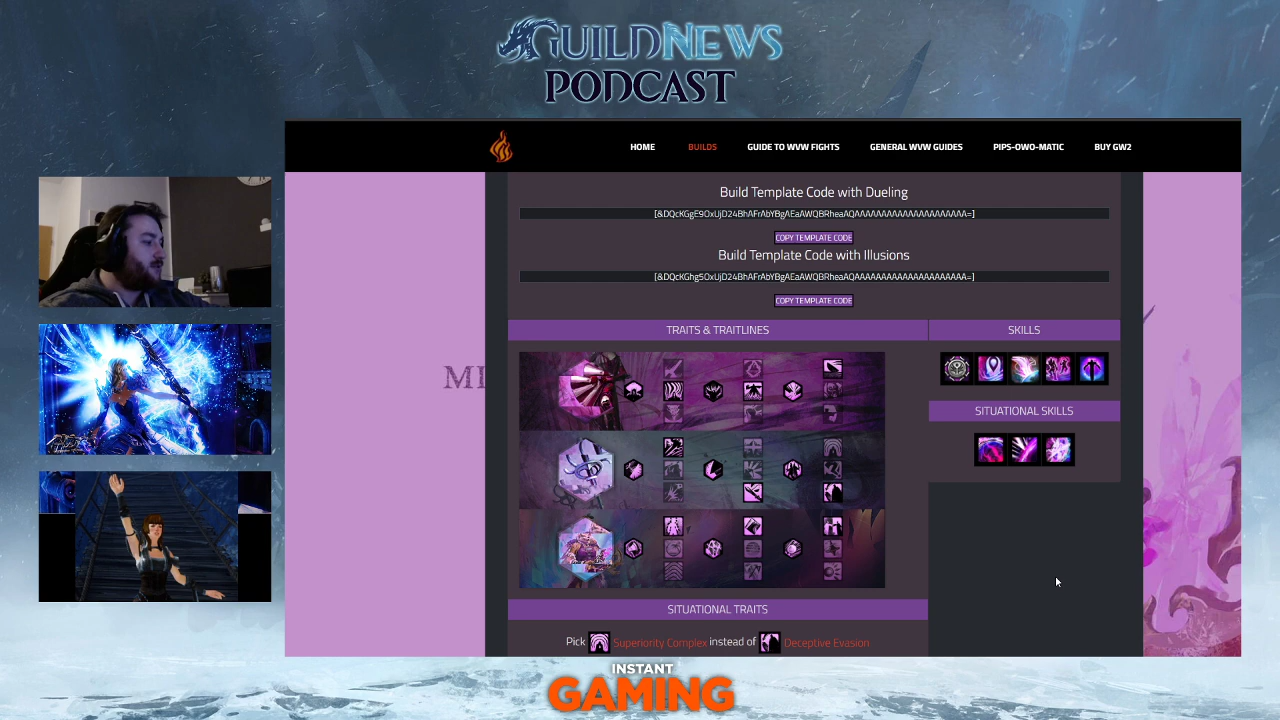 GUILDNEWS
PODCAST
HOME
BUILDS
GUIDE TO WVW FIGHTS
GENERAL WVW GUIDES
PIPS-OWO-MATIC
BUY GW2
Build Template Code with Dueling
[&DQcKGgE9OxUjD24BhAFrAbYBgAEaAWQBRheaAQAAAAAAAAAAAAAAAAAAAAA=]
COPY TEMPLATE CODE
Build Template Code with Illusions
[&DQcKGhg5OxUjD24BhAFrAbYBgAEaAWQBRheaAQAAAAAAAAAAAAAAAAAAAAA=]
COPY TEMPLATE CODE
TRAITS & TRAITLINES
SKILLS
SITUATIONAL SKILLS
SITUATIONAL TRAITS
Pick Superiority Complex instead of Deceptive Evasion
INSTANT
GAMING